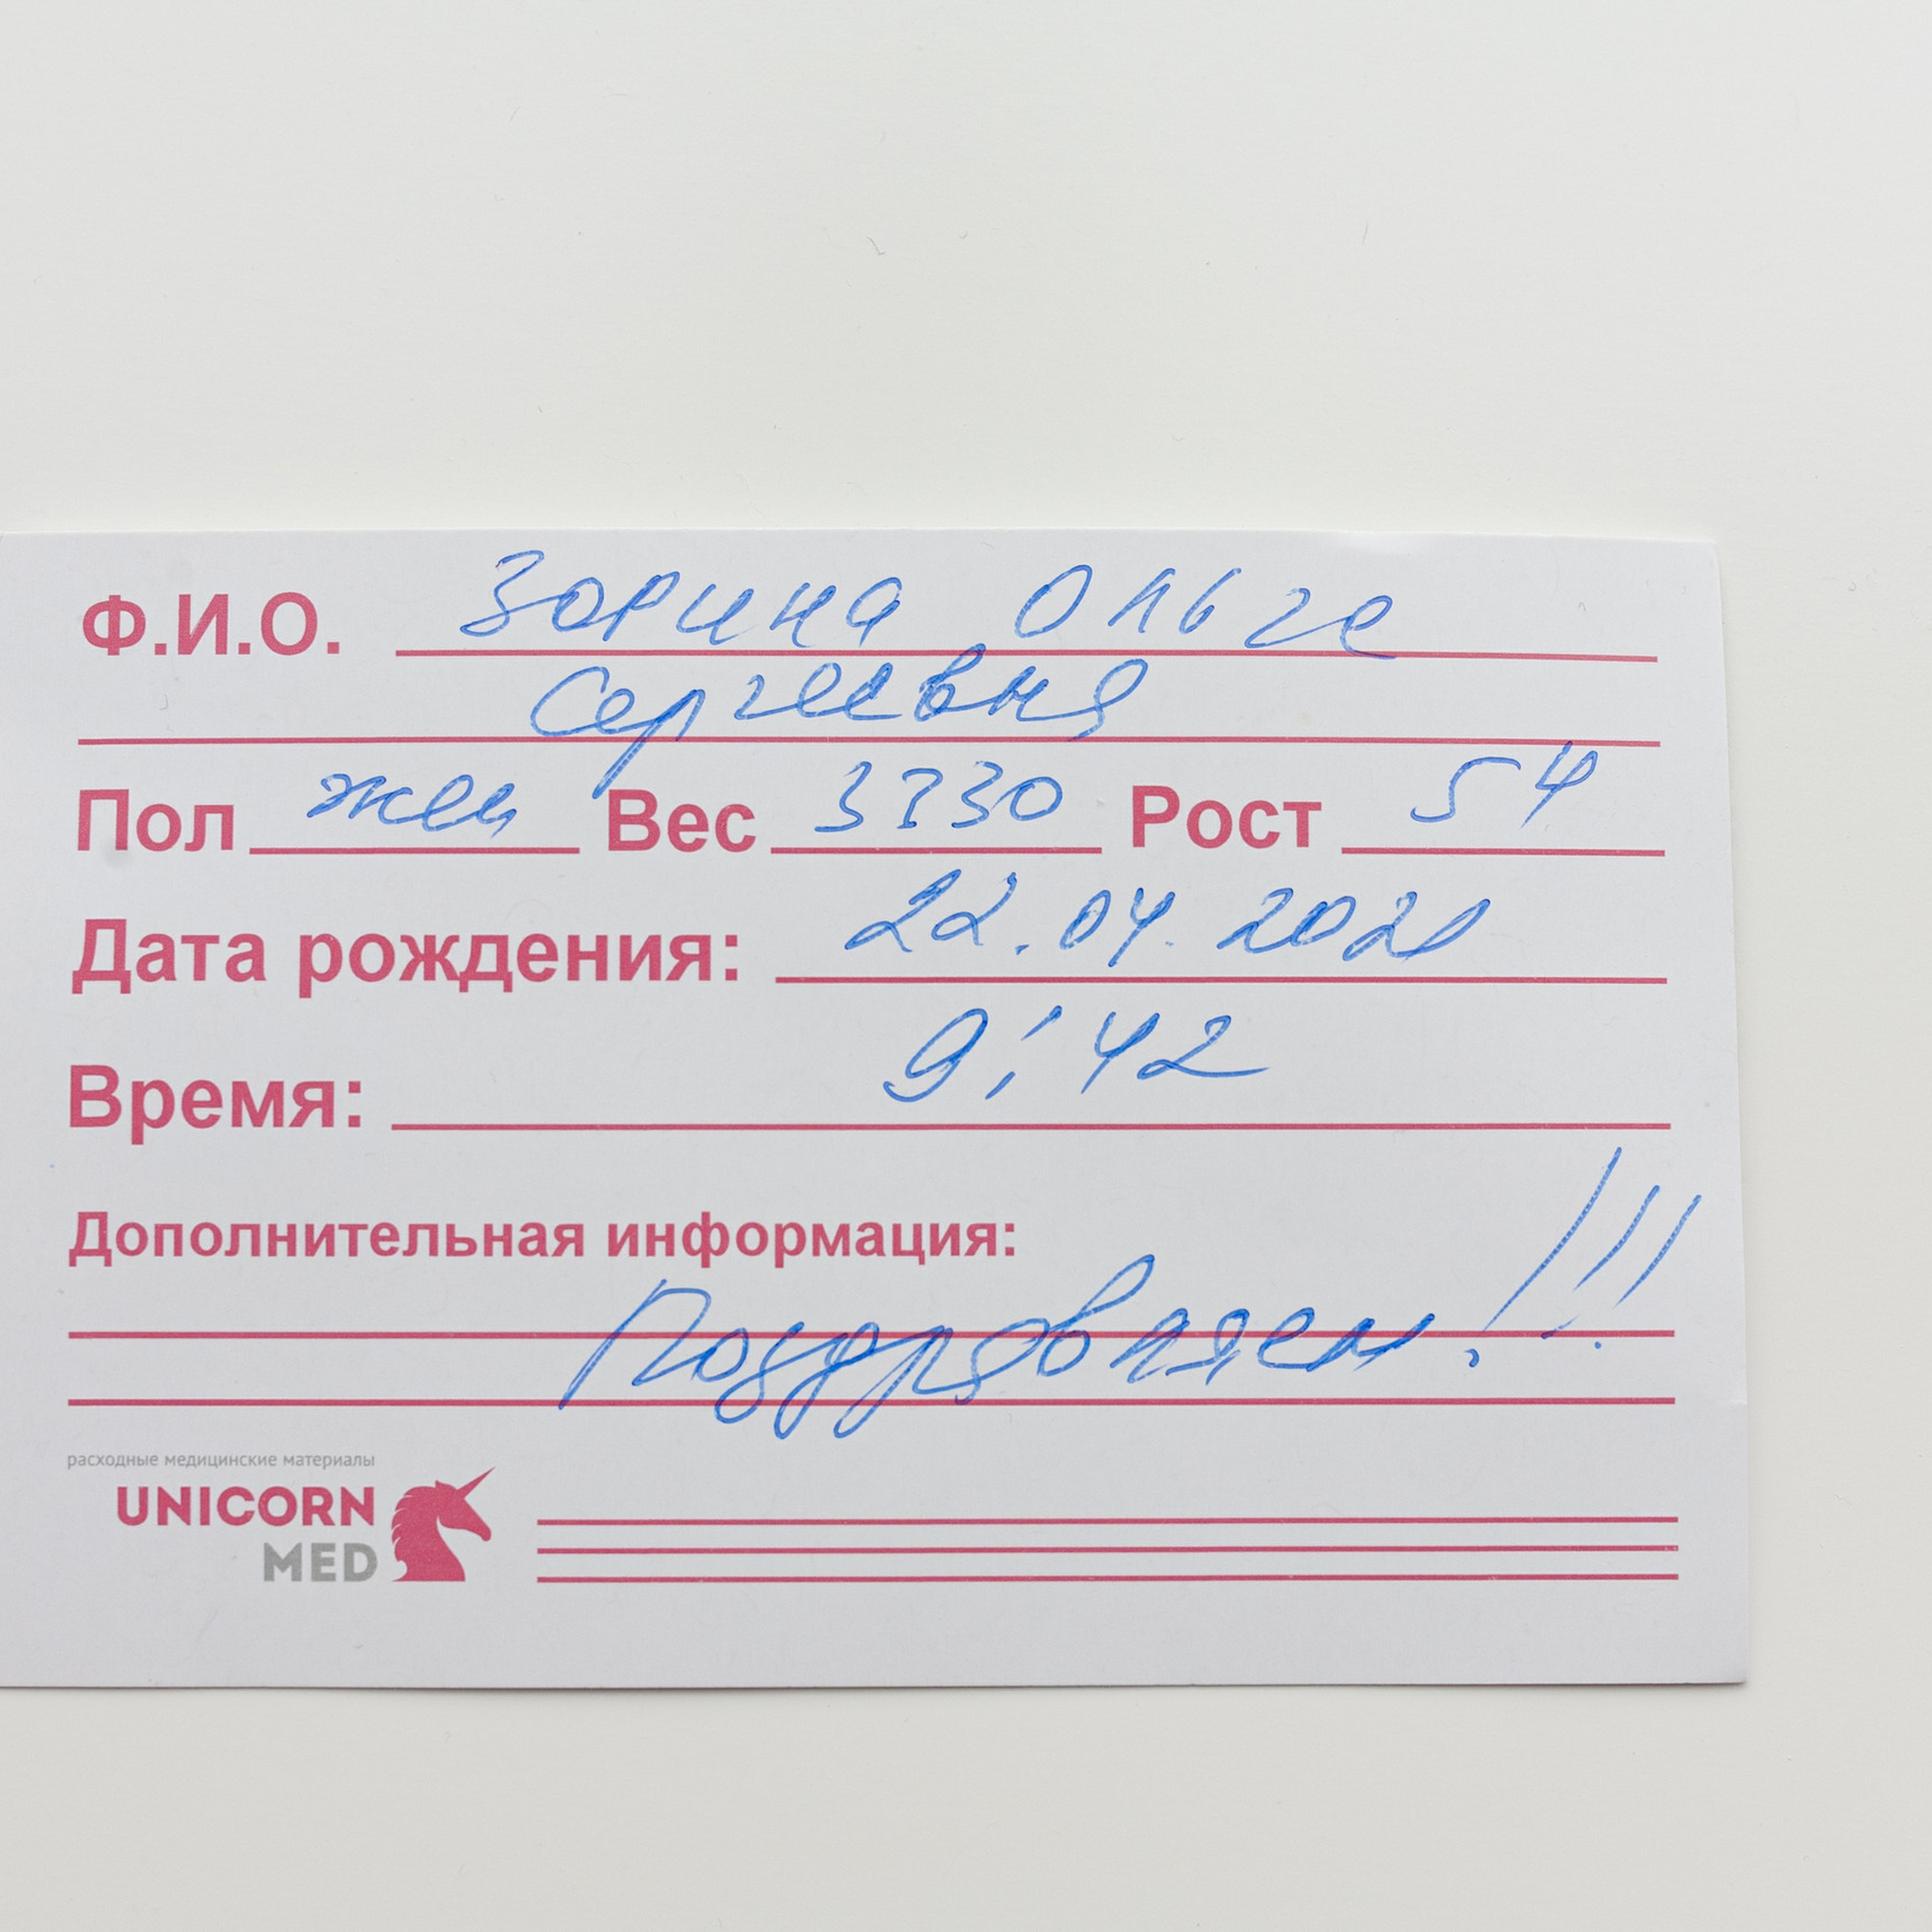 Ф.И.О. Зорина Ольга
Сергеевна
Пол жен Вес 3730 Рост 54
Дата рождения: 22.04.2020
Время: 9:42
Дополнительная информация:
Поздравляем!!!
расходные медицинские материалы
UNICORN
MED